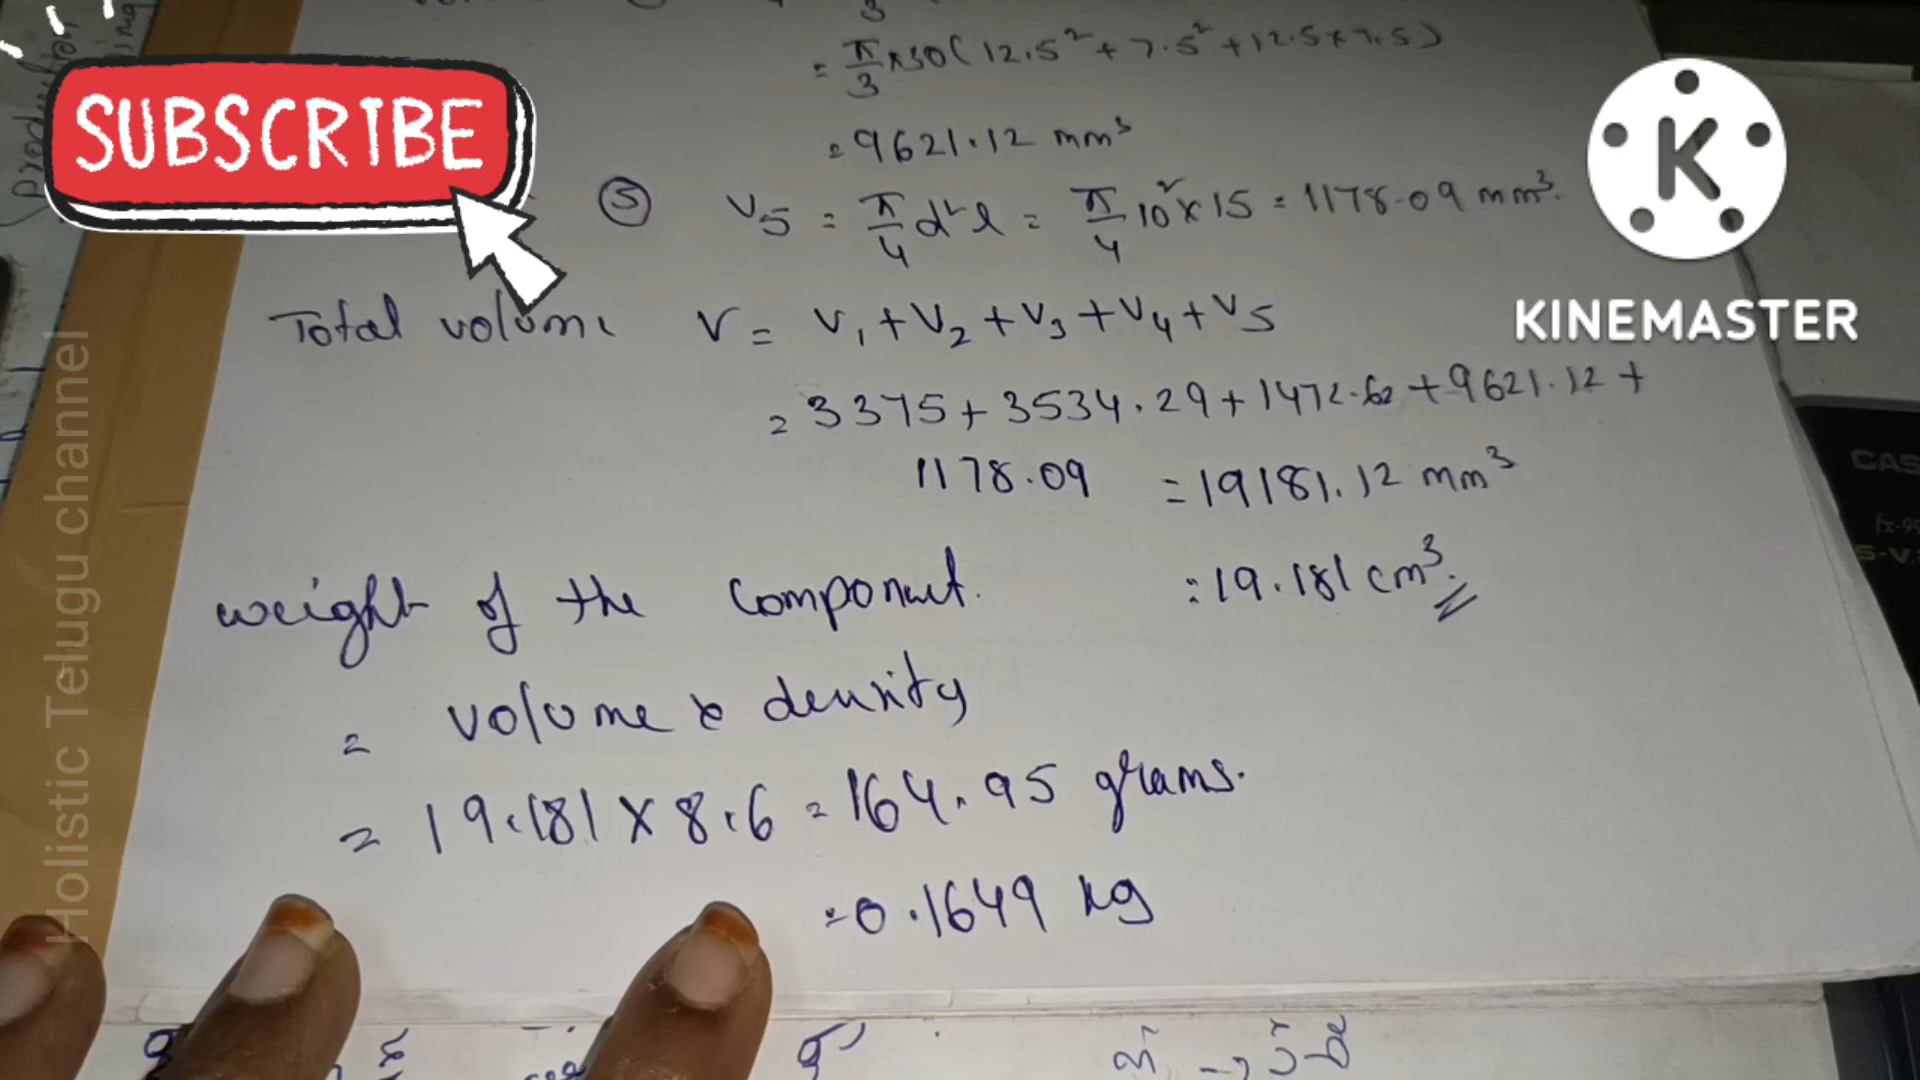 = π/3 × 30 ( 12.5² + 7.5² + 12.5 × 7.5 )
= 9621.12 mm³
SUBSCRIBE
⑤ V5 = π/4 d² l = π/4 10² × 15 = 1178.09 mm³.
KINEMASTER
Total volume V = V1 + V2 + V3 + V4 + V5
= 3375 + 3534.29 + 1472.62 + 9621.12 +
1178.09 = 19181.12 mm³
= 19.181 cm³
weight of the component.
= volume x density
= 19.181 X 8.6 = 164.95 grams.
= 0.1649 kg
Holistic Telugu channel
CAS